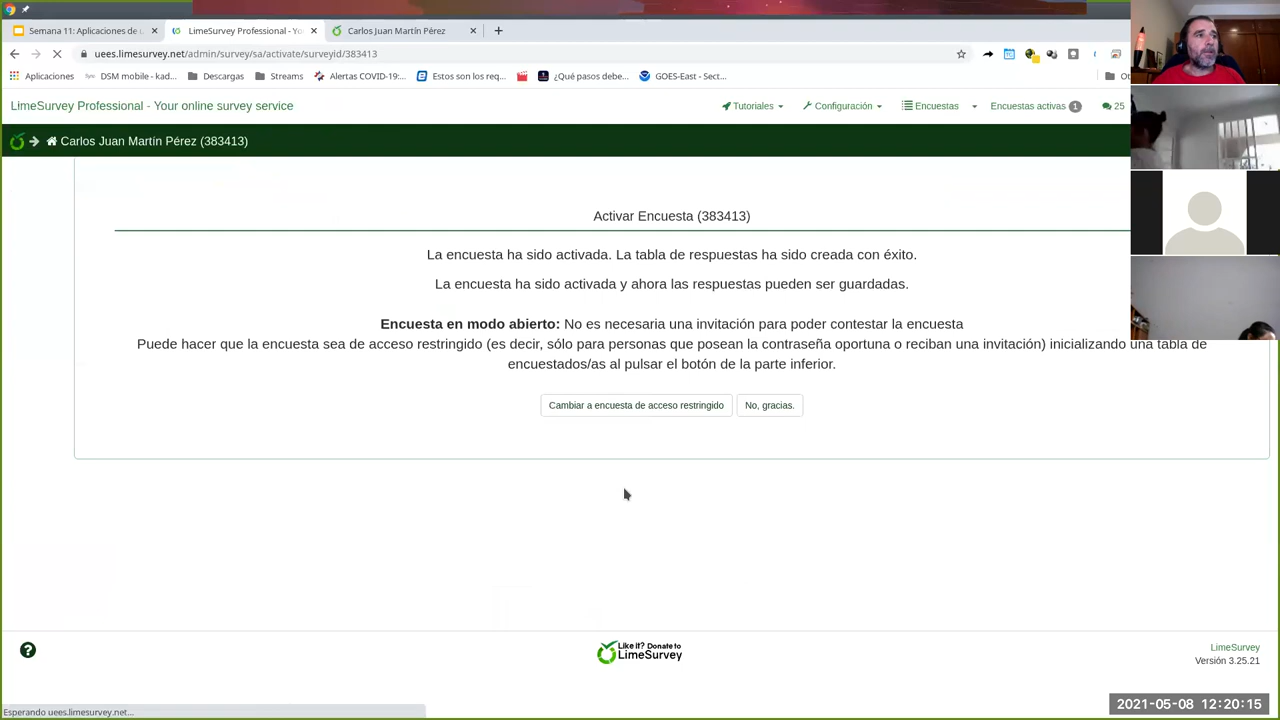 Semana 11: Aplicaciones de
LimeSurvey Professional - Yo
Carlos Juan Martín Pérez
uees.limesurvey.net/admin/survey/sa/activate/surveyid/383413
Aplicaciones
DSM mobile - kad...
Descargas
Streams
Alertas COVID-19:...
Estos son los req...
¿Qué pasos debe...
GOES-East - Sect...
LimeSurvey Professional - Your online survey service
Tutoriales
Configuración
Encuestas
Encuestas activas 1
25
Carlos Juan Martín Pérez (383413)
Activar Encuesta (383413)
La encuesta ha sido activada. La tabla de respuestas ha sido creada con éxito.
La encuesta ha sido activada y ahora las respuestas pueden ser guardadas.
Encuesta en modo abierto: No es necesaria una invitación para poder contestar la encuesta
Puede hacer que la encuesta sea de acceso restringido (es decir, sólo para personas que posean la contraseña oportuna o reciban una invitación) inicializando una tabla de
encuestados/as al pulsar el botón de la parte inferior.
Cambiar a encuesta de acceso restringido
No, gracias.
Like it? Donate to
LimeSurvey
LimeSurvey
Versión 3.25.21
Esperando uees.limesurvey.net...
2021-05-08 12:20:15